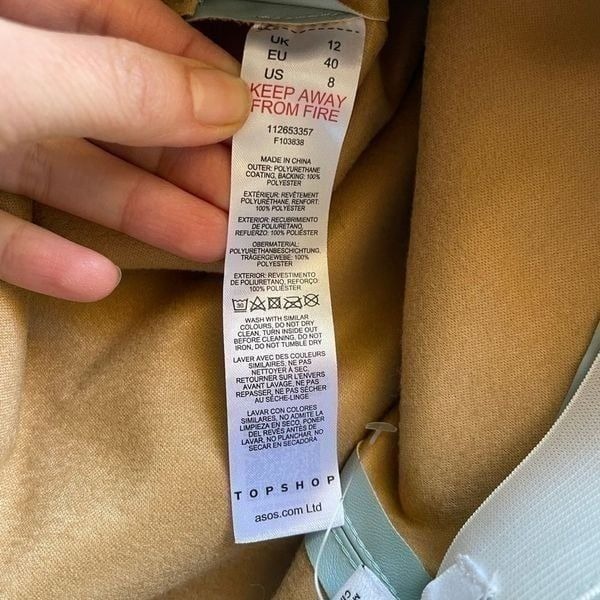 UK 12
EU 40
US 8
KEEP AWAY
FROM FIRE
112653357
F103838
MADE IN CHINA
OUTER: POLYURETHANE
COATING, BACKING: 100%
POLYESTER
EXTÉRIEUR: REVÊTEMENT
POLYURÉTHANE, RENFORT:
100% POLYESTER
EXTERIOR: RECUBRIMIENTO
DE POLIURETANO,
REFUERZO: 100% POLIÉSTER
OBERMATERIAL:
POLYURETHANBESCHICHTUNG,
TRÄGERGEWEBE: 100%
POLYESTER
EXTERIOR: REVESTIMENTO
DE POLIURETANO, REFORÇO:
100% POLIÉSTER
30
WASH WITH SIMILAR
COLOURS, DO NOT DRY
CLEAN, TURN INSIDE OUT
BEFORE CLEANING, DO NOT
IRON, DO NOT TUMBLE DRY
LAVER AVEC DES COULEURS
SIMILAIRES, NE PAS
NETTOYER À SEC,
RETOURNER SUR L'ENVERS
AVANT LAVAGE, NE PAS
REPASSER, NE PAS SÉCHER
AU SÈCHE-LINGE
LAVAR CON COLORES
SIMILARES, NO ADMITE LA
LIMPIEZA EN SECO, PONER
DEL REVÉS ANTES DE
LAVAR, NO PLANCHAR, NO
SECAR EN SECADORA
TOPSHOP
asos.com Ltd